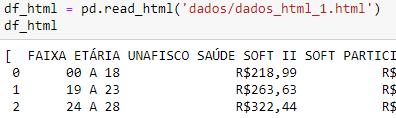 df_html = pd.read_html('dados/dados_html_1.html')
df_html
[ FAIXA ETÁRIA UNAFISCO SAÚDE SOFT II SOFT PARTICI
0 00 A 18 R$218,99 R$
1 19 A 23 R$263,63 R$
2 24 A 28 R$322,44 R$